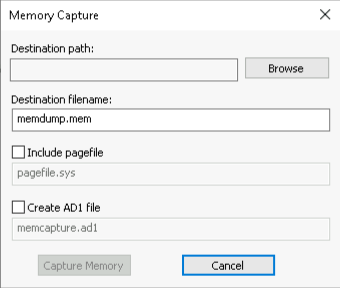 Memory Capture
Destination path:
Browse
Destination filename:
memdump.mem
Include pagefile
pagefile.sys
Create AD1 file
memcapture.ad1
Capture Memory Cancel